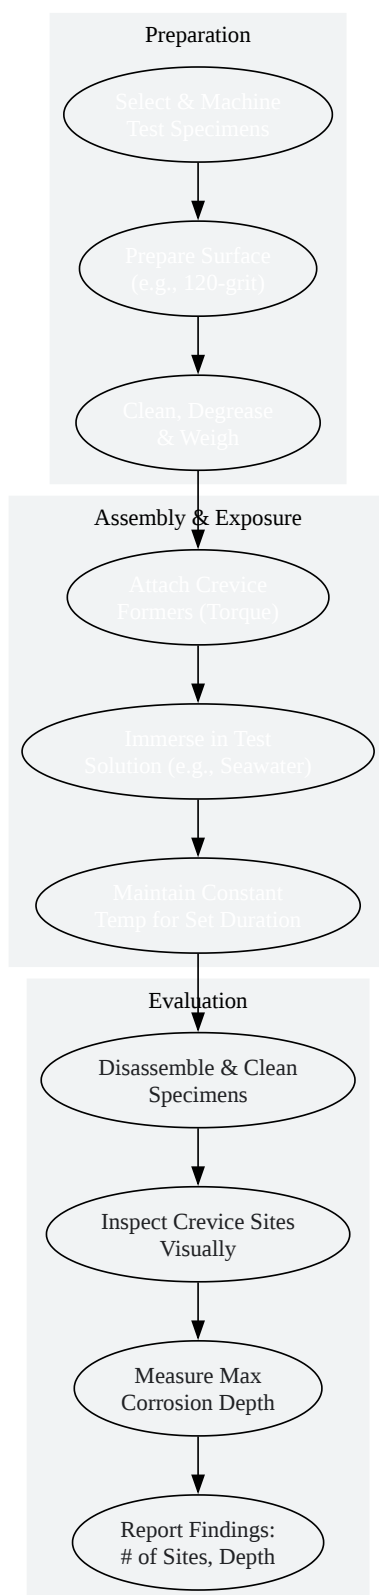 Preparation
Select & Machine
Test Specimens
Prepare Surface
(e.g., 120-grit)
Clean, Degrease
& Weigh
Assembly & Exposure
Attach Crevice
Formers (Torque)
Immerse in Test
Solution (e.g., Seawater)
Maintain Constant
Temp for Set Duration
Evaluation
Disassemble & Clean
Specimens
Inspect Crevice Sites
Visually
Measure Max
Corrosion Depth
Report Findings:
# of Sites, Depth